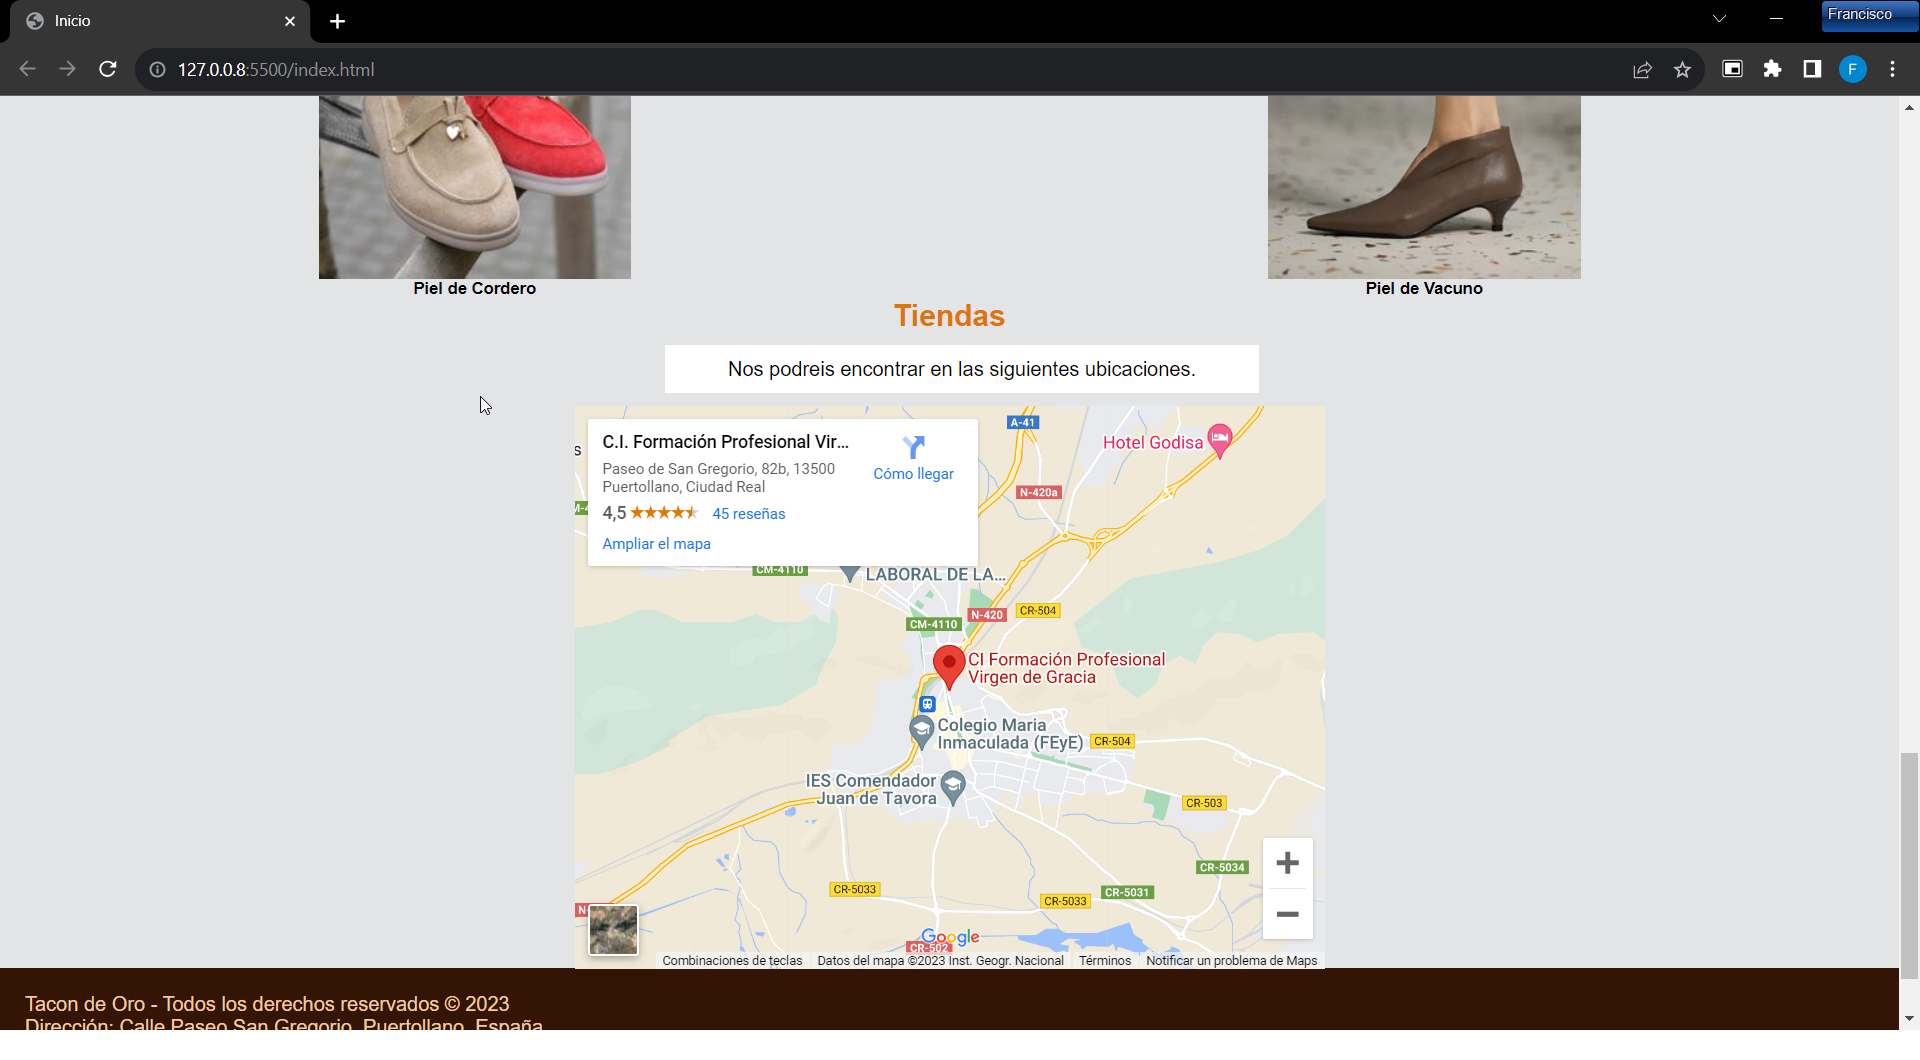 Inicio
Francisco
127.0.0.8:5500/index.html
F
Piel de Cordero
Piel de Vacuno
Tiendas
Nos podreis encontrar en las siguientes ubicaciones.
C.I. Formación Profesional Vir...
Paseo de San Gregorio, 82b, 13500
Puertollano, Ciudad Real
Cómo llegar
4,5
45 reseñas
Ampliar el mapa
A-41
Hotel Godisa
N-420a
CM-4110
LABORAL DE LA...
N-420
CR-504
CM-4110
CI Formación Profesional
Virgen de Gracia
Colegio Maria
Inmaculada (FEyE)
CR-504
IES Comendador
Juan de Tavora
CR-503
CR-5034
CR-5033
CR-5031
CR-5033
Google
CR-502
Combinaciones de teclas
Datos del mapa ©2023 Inst. Geogr. Nacional
Términos
Notificar un problema de Maps
Tacon de Oro - Todos los derechos reservados © 2023
Dirección: Calle Paseo San Gregorio, Puertollano, España